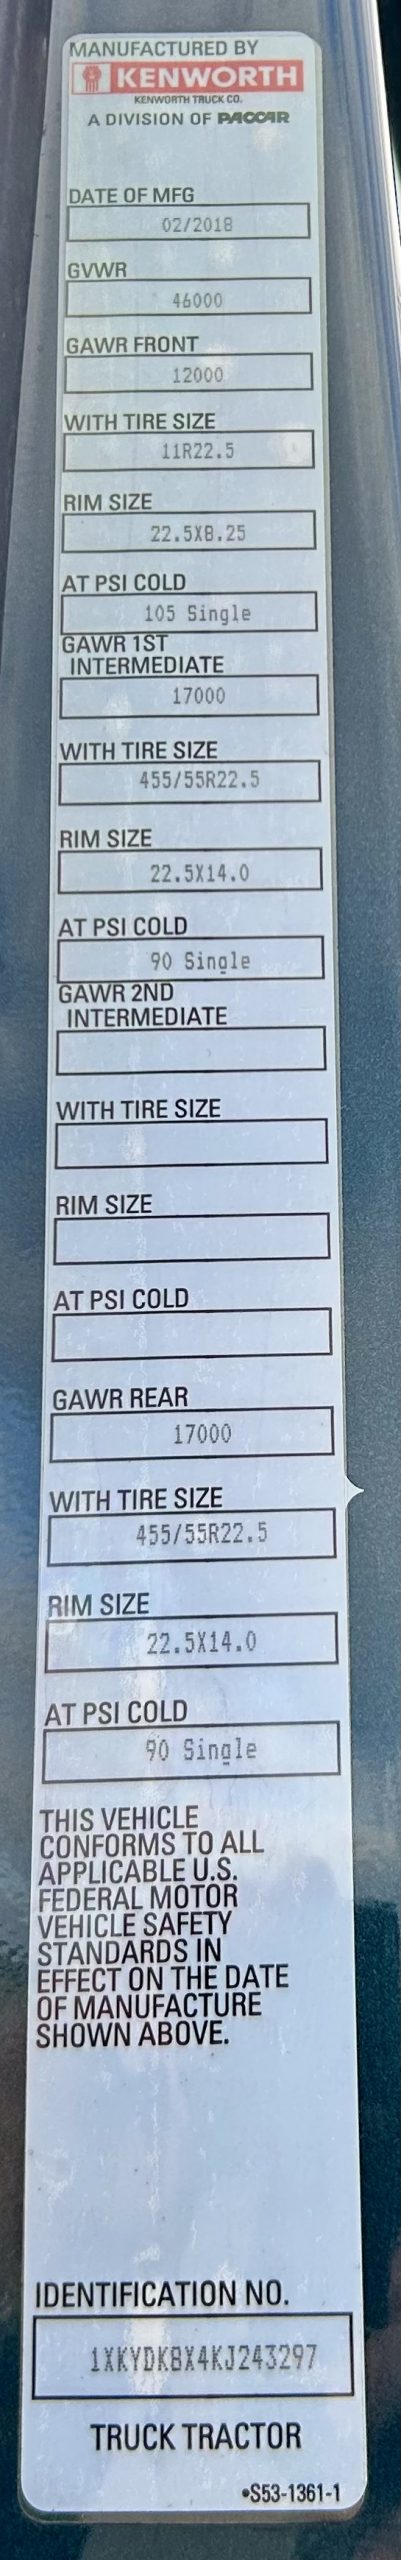 MANUFACTURED BY
KENWORTH
KENWORTH TRUCK CO.
A DIVISION OF PACCAR
DATE OF MFG
02/2018
GVWR
46000
GAWR FRONT
12000
WITH TIRE SIZE
11R22.5
RIM SIZE
22.5X8.25
AT PSI COLD
105 Single
GAWR 1ST
INTERMEDIATE
17000
WITH TIRE SIZE
455/55R22.5
RIM SIZE
22.5X14.0
AT PSI COLD
90 Single
GAWR 2ND
INTERMEDIATE
WITH TIRE SIZE
RIM SIZE
AT PSI COLD
GAWR REAR
17000
WITH TIRE SIZE
455/55R22.5
RIM SIZE
22.5X14.0
AT PSI COLD
90 Single
THIS VEHICLE
CONFORMS TO ALL
APPLICABLE U.S.
FEDERAL MOTOR
VEHICLE SAFETY
STANDARDS IN
EFFECT ON THE DATE
OF MANUFACTURE
SHOWN ABOVE.
IDENTIFICATION NO.
1XKYDK8X4KJ243297
TRUCK TRACTOR
•S53-1361-1